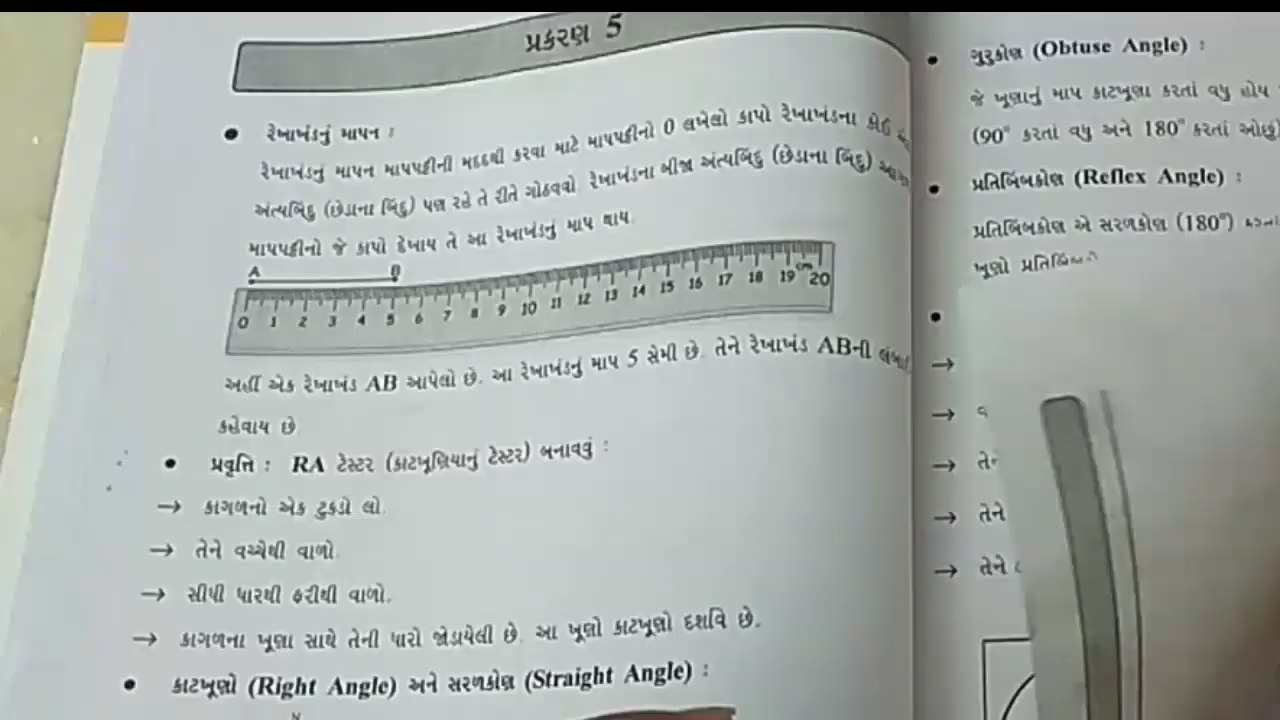 પ્રકરણ 5
• રેખાખંડનું માપન :
રેખાખંડનું માપન માપપટ્ટીની મદદથી કરવા માટે માપપટ્ટીનો 0 લખેલો કાપો રેખાખંડના કોઈ
અંત્યબિંદુ (છેડાના બિંદુ) પણ રહે તે રીતે ગોઠવવો. રેખાખંડના બીજા અંત્યબિંદુ (છેડાના બિંદુ)
માપપટ્ટીનો જે કાપો દેખાય તે આ રેખાખંડનું માપ થાય.
A B
0 1 2 3 4 5 6 7 8 9 10 11 12 13 14 15 16 17 18 19 cm 20
અહીં એક રેખાખંડ AB આપેલો છે. આ રેખાખંડનું માપ 5 સેમી છે. તેને રેખાખંડ ABની
કહેવાય છે
• પ્રવૃત્તિ : RA ટેસ્ટર (કાટખૂણિયાનું ટેસ્ટર) બનાવવું :
→ કાગળનો એક ટુકડો લો.
→ તેને વચ્ચેથી વાળો.
→ સીધી ધારથી ફરીથી વાળો.
→ કાગળના ખૂણા સાથે તેની ધારો જોડાયેલી છે. આ ખૂણો કાટખૂણો દર્શાવે છે.
• કાટખૂણો (Right Angle) અને સરળકોણ (Straight Angle) :
• ગુરુકોણ (Obtuse Angle) :
જે ખૂણાનું માપ કાટખૂણા કરતાં વધુ હોય
(90° કરતાં વધુ અને 180° કરતાં ઓછું)
• પ્રતિબિંબકોણ (Reflex Angle) :
પ્રતિબિંબકોણ એ સરળકોણ (180°)
ખૂણો
•
→
→
→
→ તેને
→ તેને